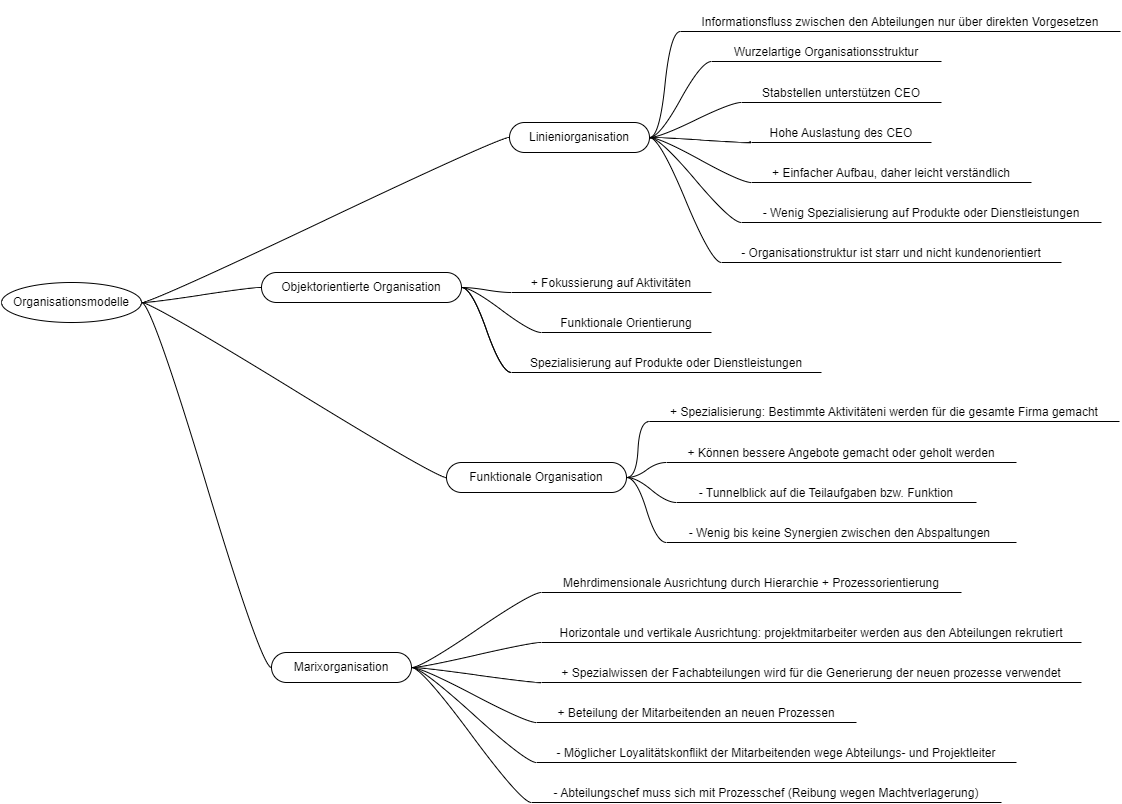 Organisationsmodelle
Linieniorganisation
Informationsfluss zwischen den Abteilungen nur über direkten Vorgesetzen
Wurzelartige Organisationsstruktur
Stabstellen unterstützen CEO
Hohe Auslastung des CEO
+ Einfacher Aufbau, daher leicht verständlich
- Wenig Spezialisierung auf Produkte oder Dienstleistungen
- Organisationstruktur ist starr und nicht kundenorientiert
Objektorientierte Organisation
+ Fokussierung auf Aktivitäten
Funktionale Orientierung
Spezialisierung auf Produkte oder Dienstleistungen
Funktionale Organisation
+ Spezialisierung: Bestimmte Aktivitäteni werden für die gesamte Firma gemacht
+ Können bessere Angebote gemacht oder geholt werden
- Tunnelblick auf die Teilaufgaben bzw. Funktion
- Wenig bis keine Synergien zwischen den Abspaltungen
Marixorganisation
Mehrdimensionale Ausrichtung durch Hierarchie + Prozessorientierung
Horizontale und vertikale Ausrichtung: projektmitarbeiter werden aus den Abteilungen rekrutiert
+ Spezialwissen der Fachabteilungen wird für die Generierung der neuen prozesse verwendet
+ Beteilung der Mitarbeitenden an neuen Prozessen
- Möglicher Loyalitätskonflikt der Mitarbeitenden wege Abteilungs- und Projektleiter
- Abteilungschef muss sich mit Prozesschef (Reibung wegen Machtverlagerung)